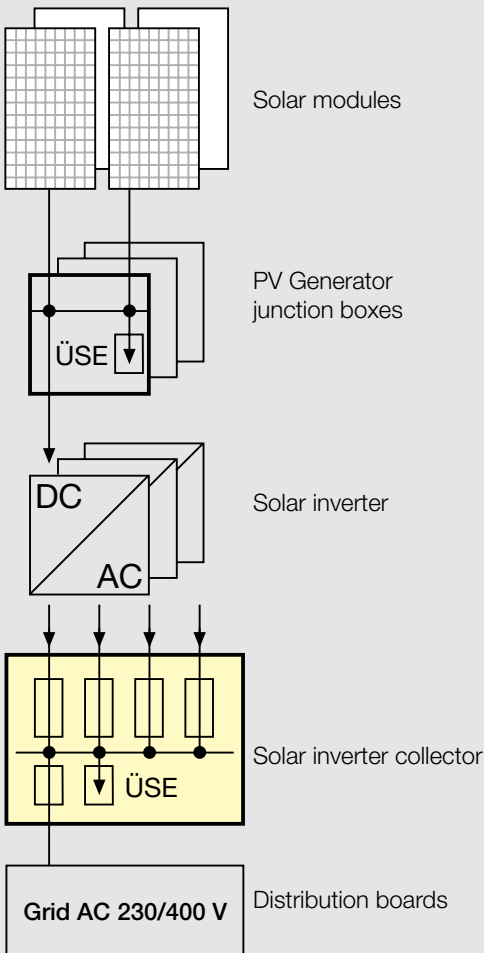 Solar modules
PV Generator
junction boxes
ÜSE
DC
AC
Solar inverter
Solar inverter collector
ÜSE
Grid AC 230/400 V
Distribution boards